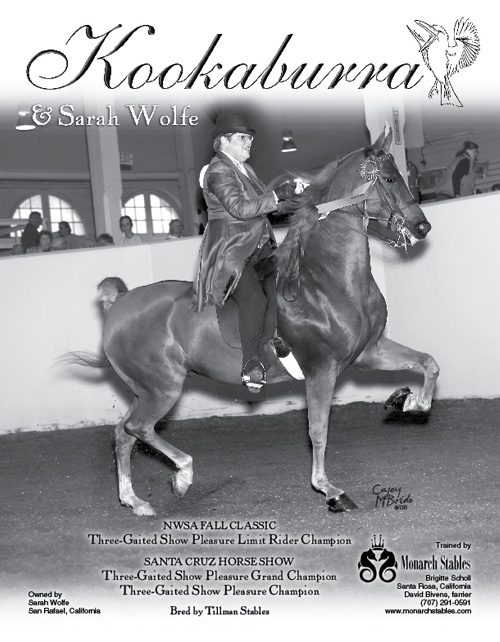 Kookaburra
& Sarah Wolfe
Casey
McBride
NWSA FALL CLASSIC
Three-Gaited Show Pleasure Limit Rider Champion
SANTA CRUZ HORSE SHOW
Three-Gaited Show Pleasure Grand Champion
Three-Gaited Show Pleasure Champion
Bred by Tillman Stables
Owned by
Sarah Wolfe
San Rafael, California
Trained by
Monarch Stables
Brigitte Scholl
Santa Rosa, California
David Bivens, farrier
(707) 291-0591
www.monarchstables.com